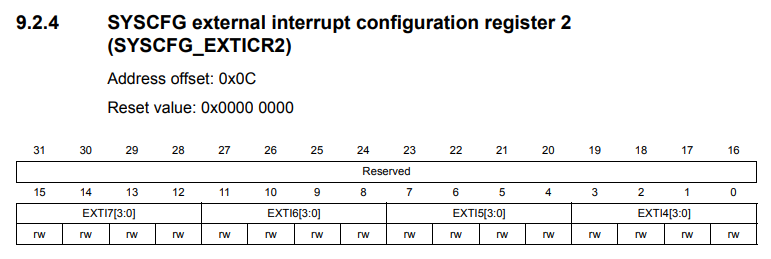 9.2.4 SYSCFG external interrupt configuration register 2
(SYSCFG_EXTICR2)
Address offset: 0x0C
Reset value: 0x0000 0000
31 30 29 28 27 26 25 24 23 22 21 20 19 18 17 16
Reserved
15 14 13 12 11 10 9 8 7 6 5 4 3 2 1 0
EXTI7[3:0] EXTI6[3:0] EXTI5[3:0] EXTI4[3:0]
rw rw rw rw rw rw rw rw rw rw rw rw rw rw rw rw